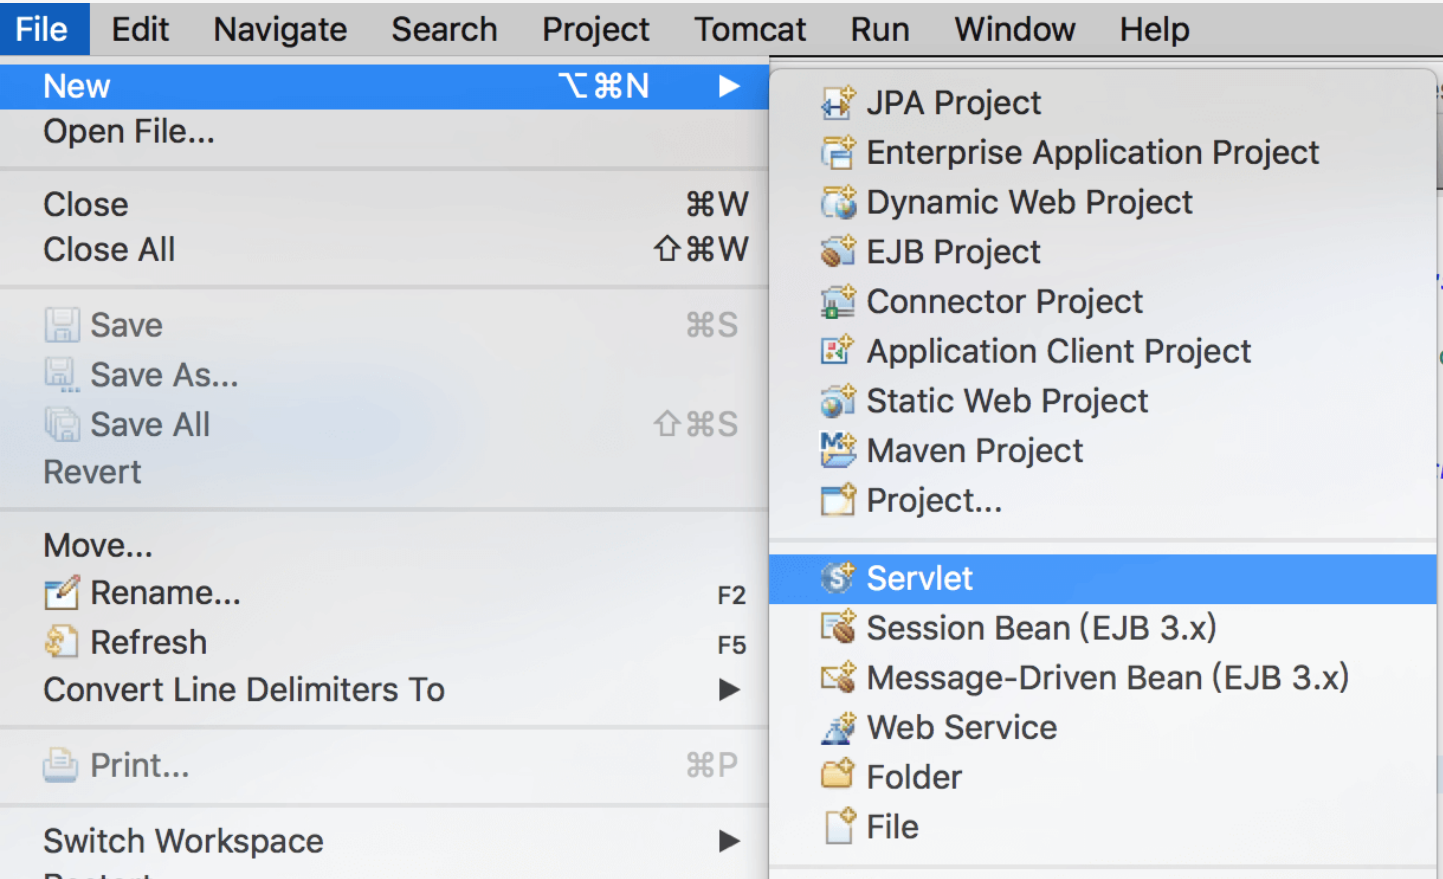 File Edit Navigate Search Project Tomcat Run Window Help
New ⌥⌘N ▶
Open File...
Close ⌘W
Close All ⇧⌘W
Save ⌘S
Save As...
Save All ⇧⌘S
Revert
Move...
Rename... F2
Refresh F5
Convert Line Delimiters To ▶
Print... ⌘P
Switch Workspace ▶
JPA Project
Enterprise Application Project
Dynamic Web Project
EJB Project
Connector Project
Application Client Project
Static Web Project
Maven Project
Project...
Servlet
Session Bean (EJB 3.x)
Message-Driven Bean (EJB 3.x)
Web Service
Folder
File